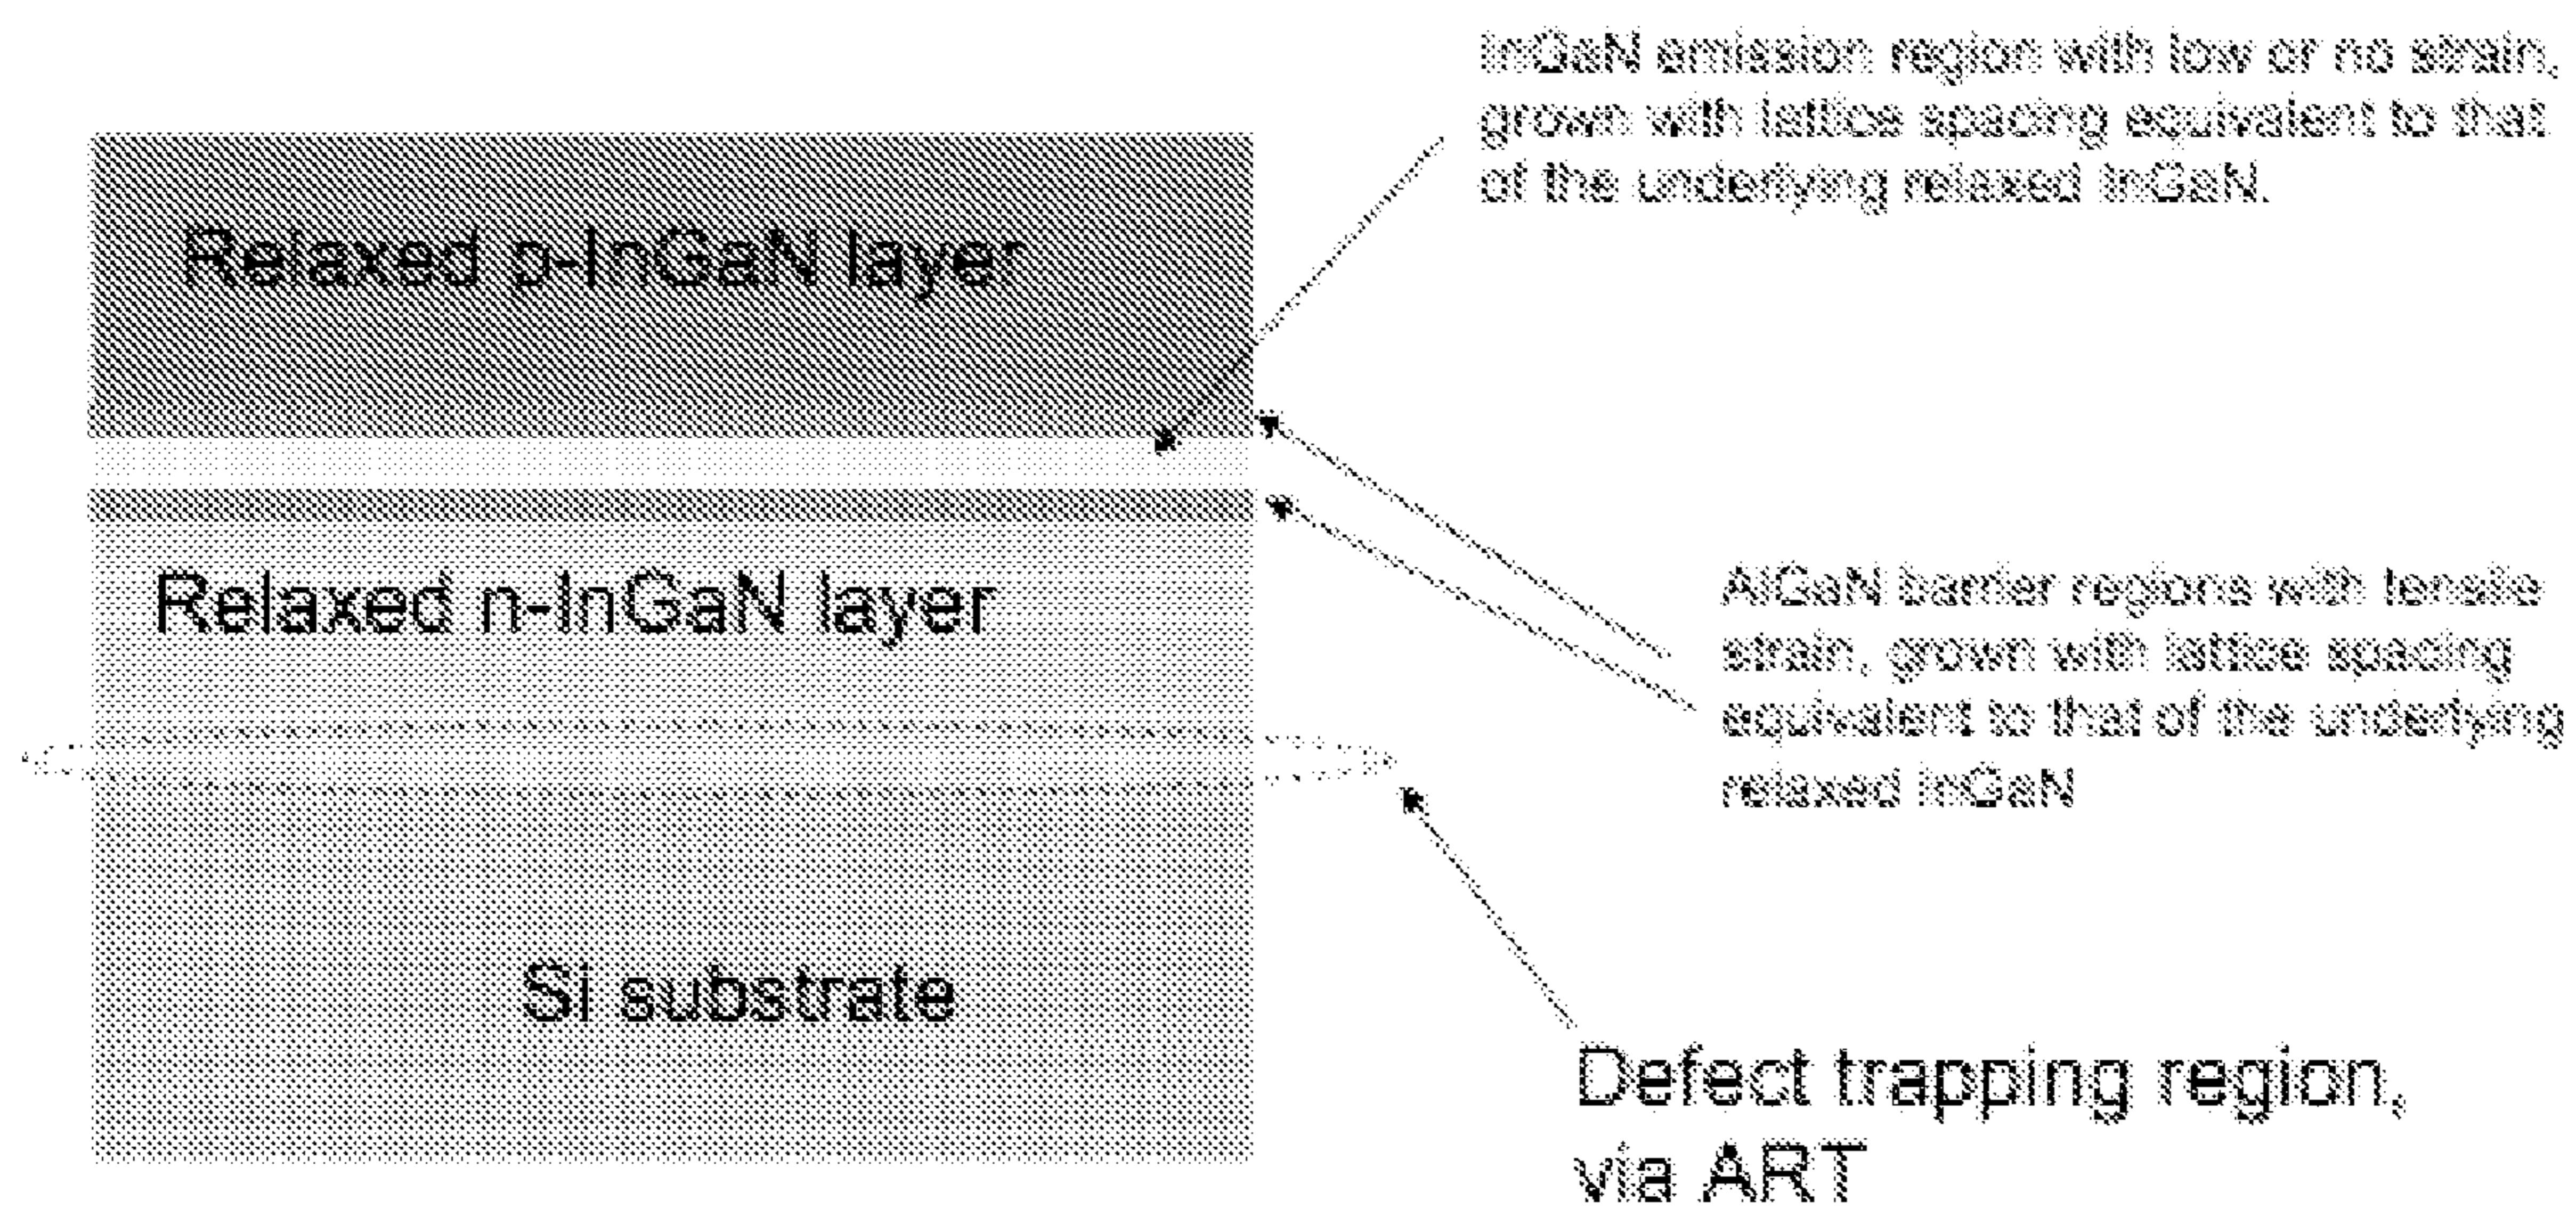 InGaN emission region with low or no strain,
grown with lattice spacing equivalent to that
of the underlying relaxed InGaN.
Relaxed p-InGaN layer
Relaxed n-InGaN layer
AlGaN barrier regions with tensile
strain, grown with lattice spacing
equivalent to that of the underlying
relaxed InGaN
Si substrate
Defect trapping region,
via ART